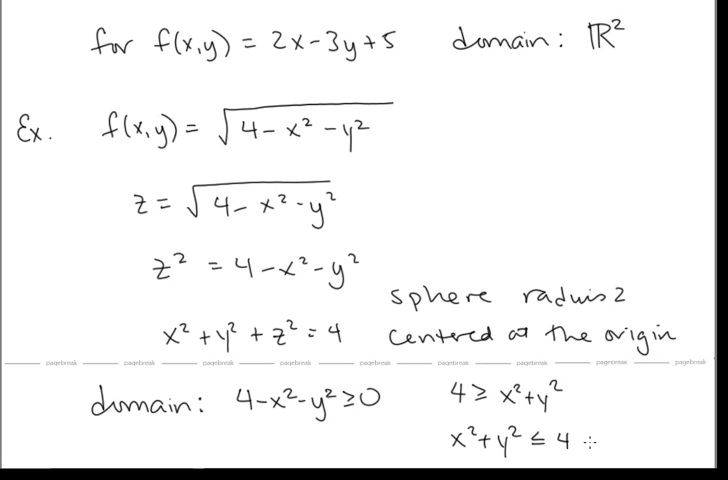 for f(x,y) = 2x-3y+5 domain: ℝ²
Ex. f(x,y) = √(4-x²-y²)
z = √(4-x²-y²)
z² = 4-x²-y²
sphere raduis 2
x²+y²+z²=4 centered at the origin
pagebreak pagebreak pagebreak pagebreak pagebreak pagebreak pagebreak pagebreak pagebreak
domain: 4-x²-y²≥0 4≥x²+y²
x²+y²≤4